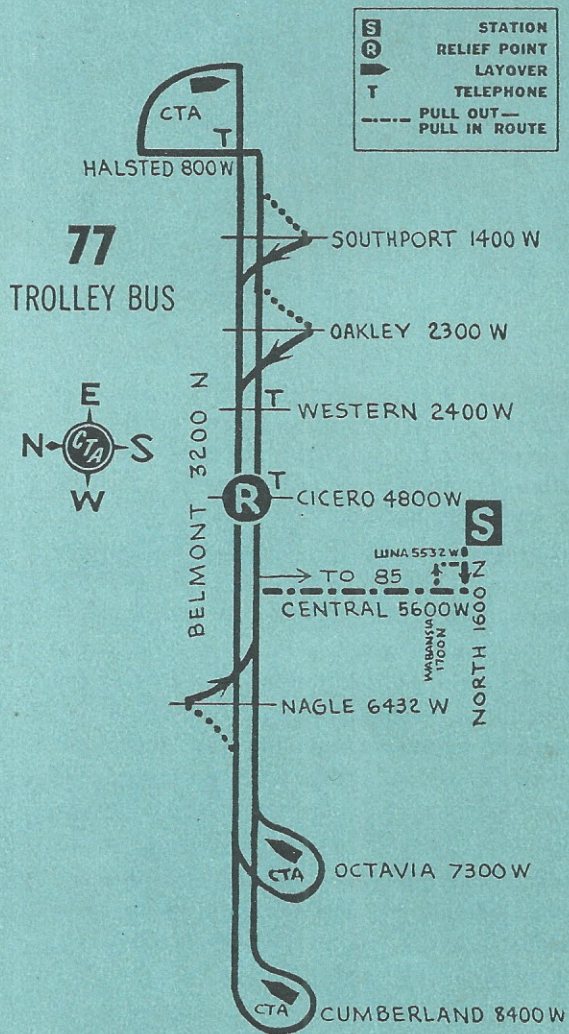 S STATION
R RELIEF POINT
LAYOVER
T TELEPHONE
PULL OUT—
PULL IN ROUTE
CTA
T
HALSTED 800W
77
TROLLEY BUS
SOUTHPORT 1400 W
OAKLEY 2300 W
E
N CTA S
W
BELMONT 3200 N
T
WESTERN 2400W
T
R CICERO 4800W
S
LUNA 5532 W
TO 85
CENTRAL 5600W
WABANSIA
1700N
NORTH 1600 N
NAGLE 6432 W
CTA
OCTAVIA 7300 W
CTA
CUMBERLAND 8400W